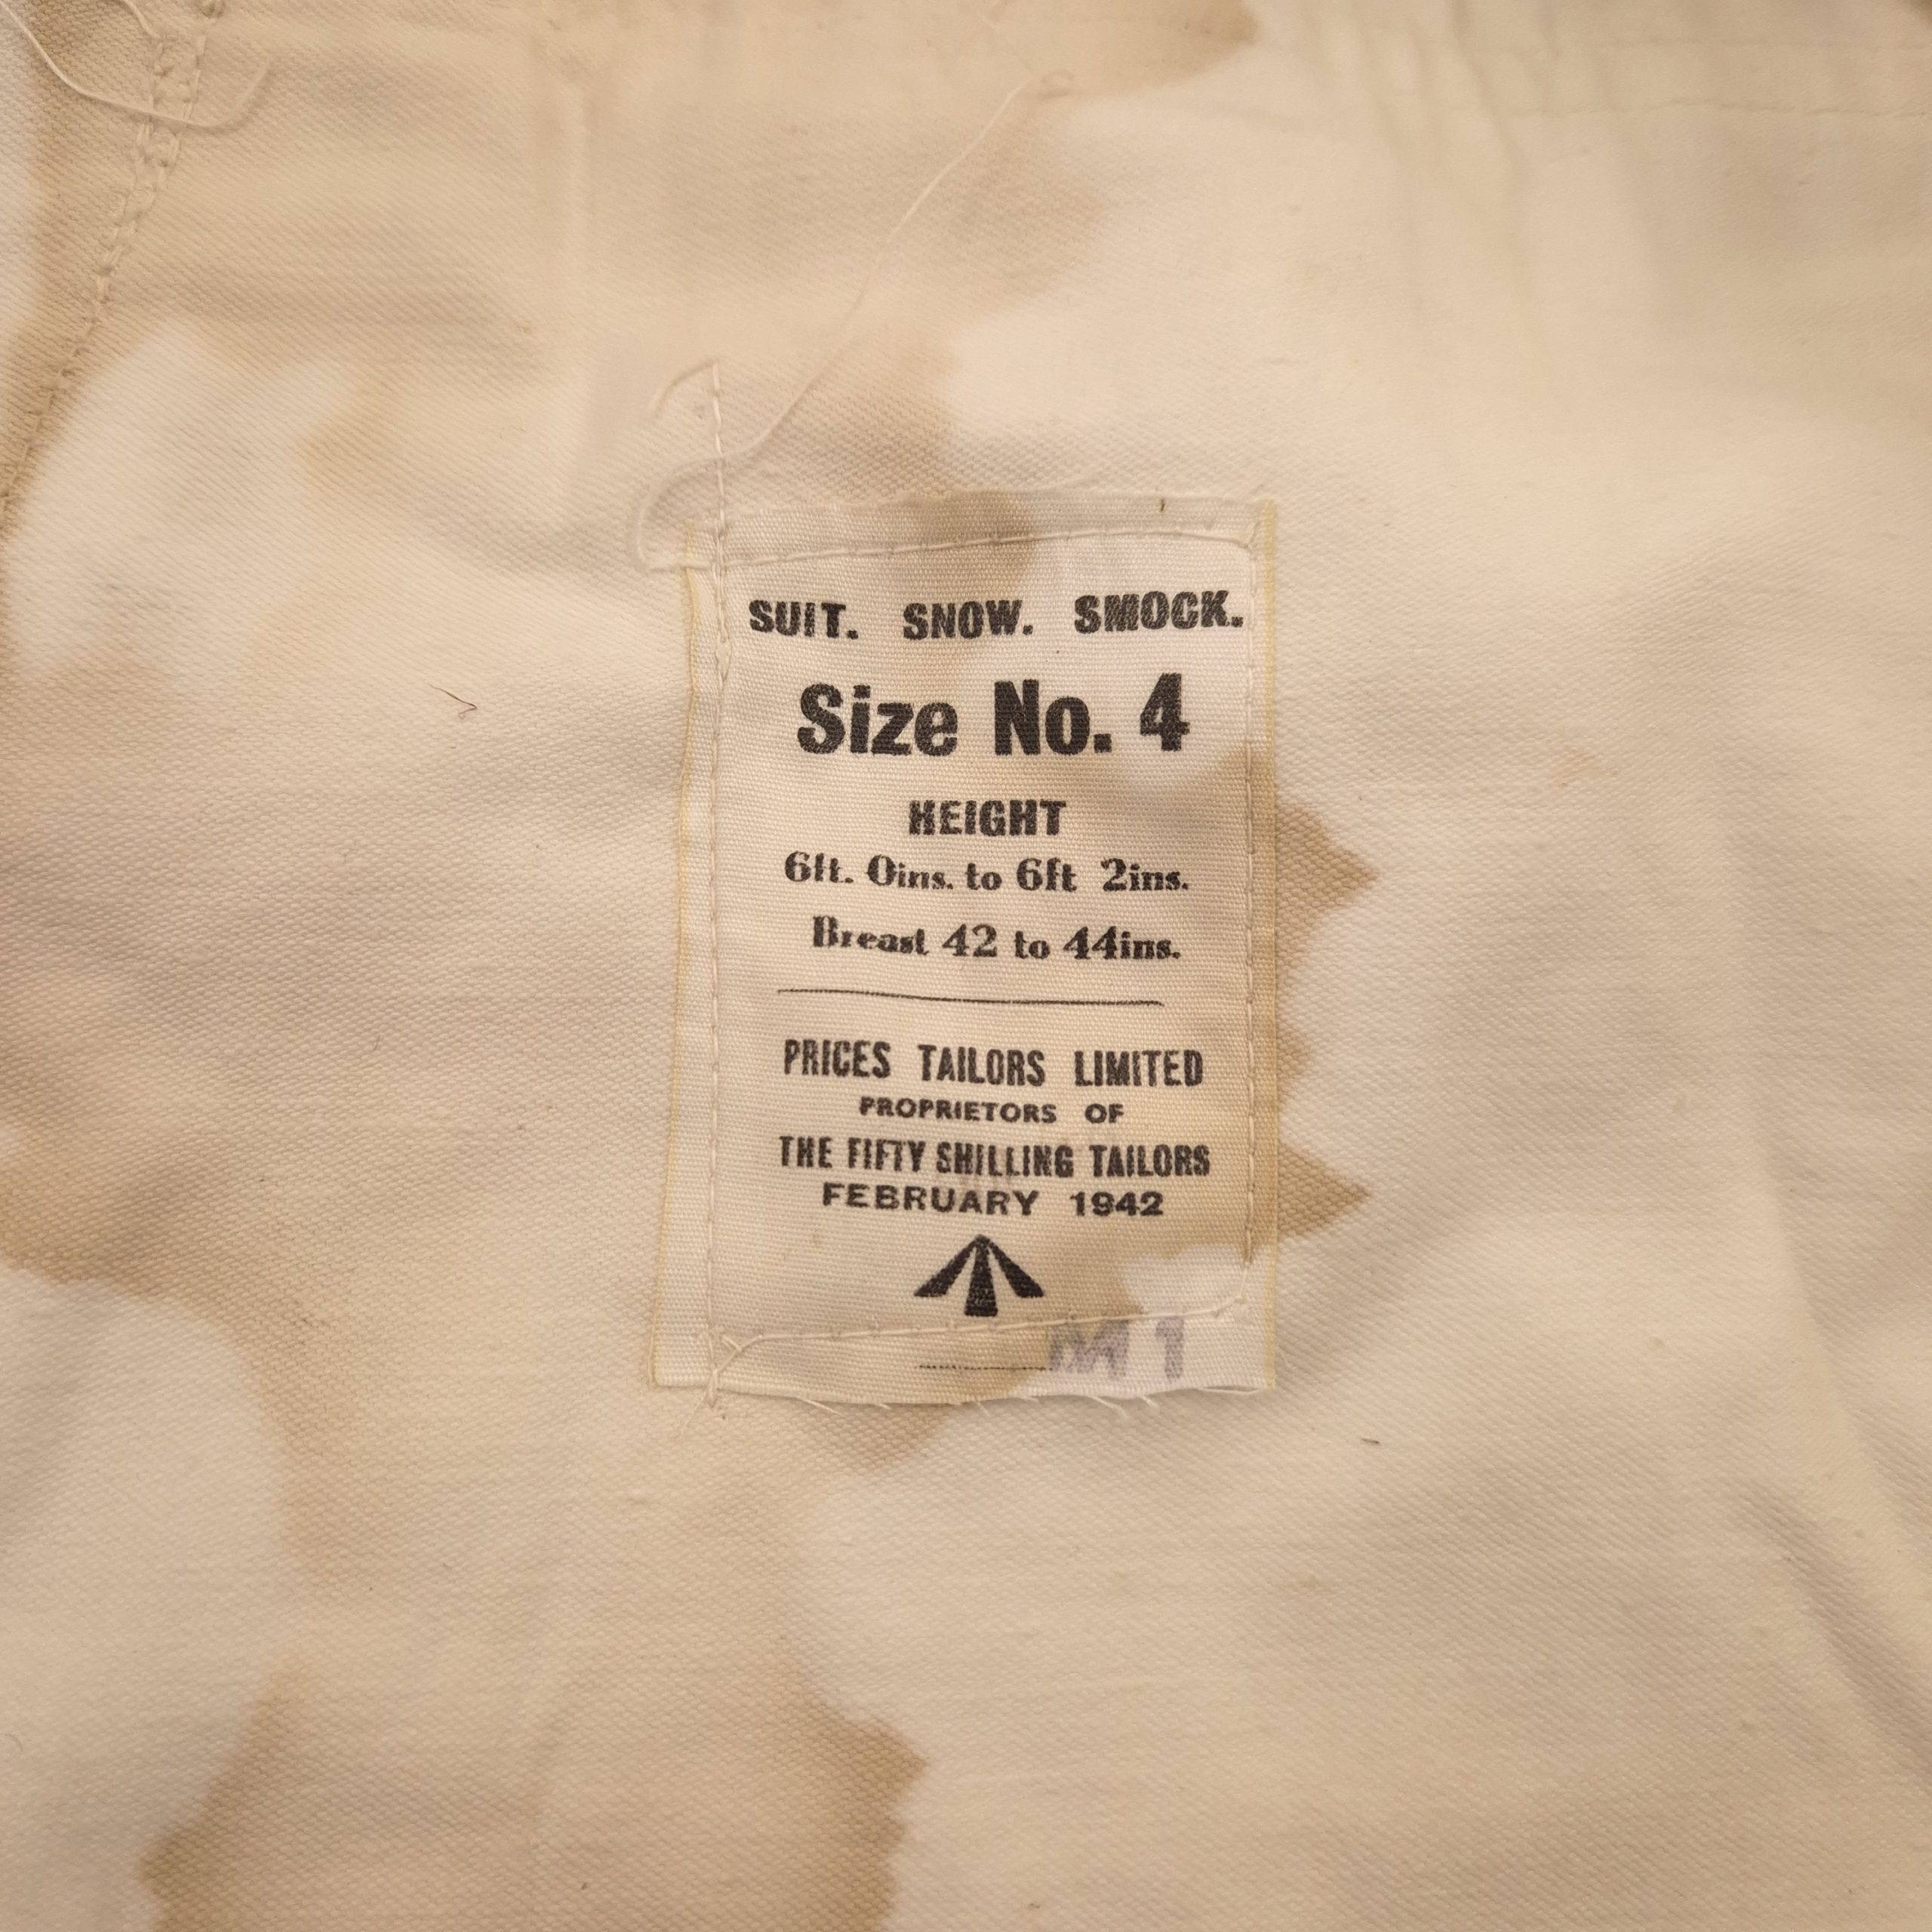 SUIT. SNOW. SMOCK.
Size No. 4
HEIGHT
6ft. 0ins. to 6ft 2ins.
Breast 42 to 44ins.
PRICES TAILORS LIMITED
PROPRIETORS OF
THE FIFTY SHILLING TAILORS
FEBRUARY 1942
1